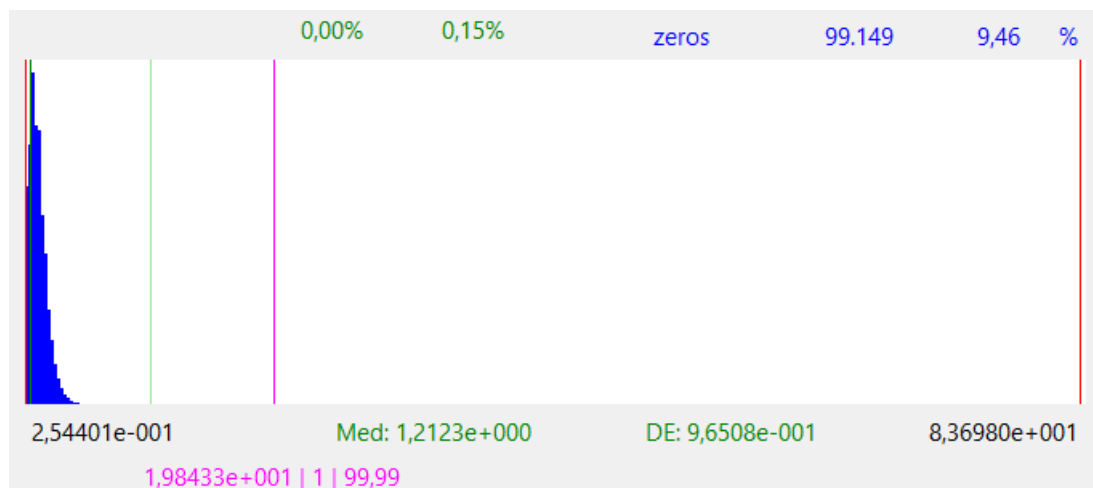 0,00% 0,15% zeros 99.149 9,46 %
2,54401e-001 Med: 1,2123e+000 DE: 9,6508e-001 8,36980e+001
1,98433e+001 | 1 | 99,99